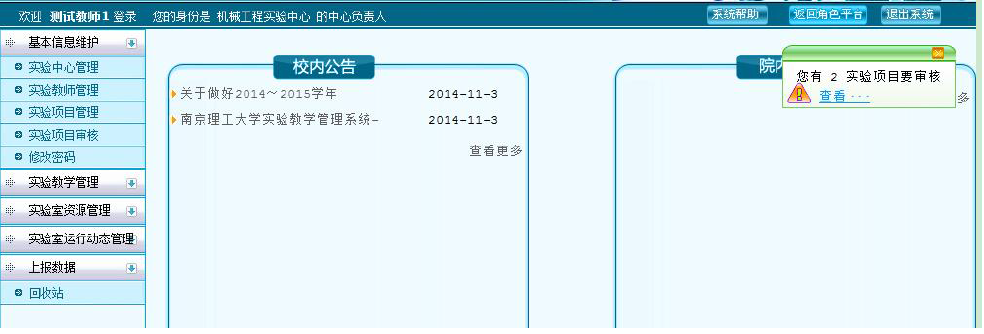 欢迎 测试教师1 登录 您的身份是 机械工程实验中心 的中心负责人
系统帮助 返回角色平台 退出系统
基本信息维护
实验中心管理
实验教师管理
实验项目管理
实验项目审核
修改密码
实验教学管理
实验室资源管理
实验室运行动态管理
上报数据
回收站
校内公告
关于做好2014～2015学年 2014-11-3
南京理工大学实验教学管理系统- 2014-11-3
查看更多
院内
您有 2 实验项目要审核
查看 ···
多